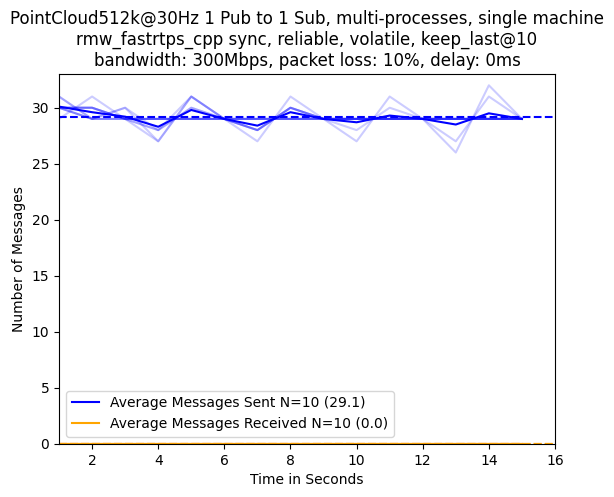 PointCloud512k@30Hz 1 Pub to 1 Sub, multi-processes, single machine
rmw_fastrtps_cpp sync, reliable, volatile, keep_last@10
bandwidth: 300Mbps, packet loss: 10%, delay: 0ms
30
25
20
15
10
5
0
Number of Messages
Average Messages Sent N=10 (29.1)
Average Messages Received N=10 (0.0)
2 4 6 8 10 12 14 16
Time in Seconds